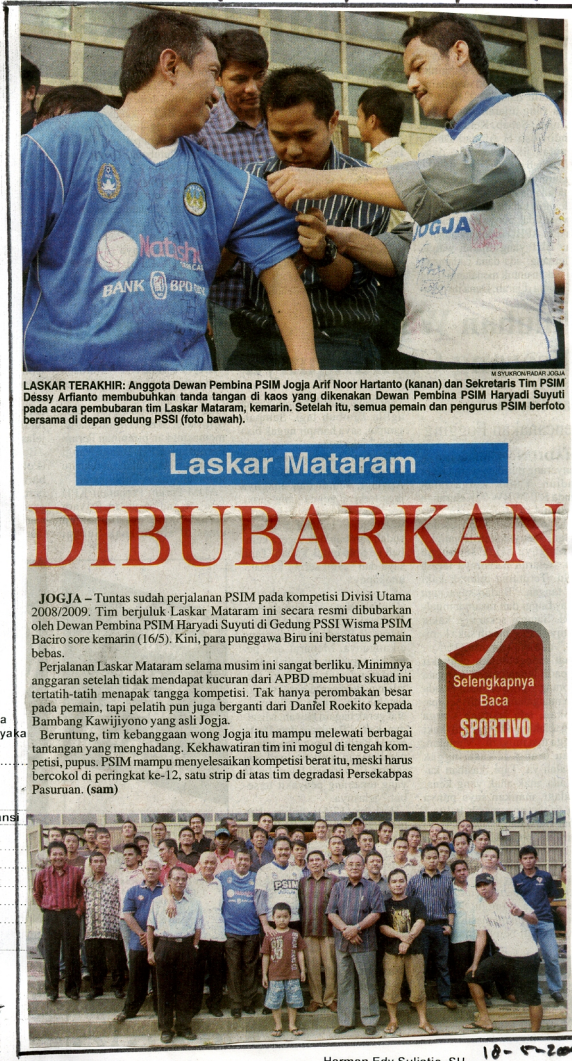 Natasha
BANK BPD
JOGJA
M SYUKRON/RADAR JOGJA
LASKAR TERAKHIR: Anggota Dewan Pembina PSIM Jogja Arif Noor Hartanto (kanan) dan Sekretaris Tim PSIM
Dessy Arfianto membubuhkan tanda tangan di kaos yang dikenakan Dewan Pembina PSIM Haryadi Suyuti
pada acara pembubaran tim Laskar Mataram, kemarin. Setelah itu, semua pemain dan pengurus PSIM berfoto
bersama di depan gedung PSSI (foto bawah).
Laskar Mataram
DIBUBARKAN
JOGJA – Tuntas sudah perjalanan PSIM pada kompetisi Divisi Utama
2008/2009. Tim berjuluk Laskar Mataram ini secara resmi dibubarkan
oleh Dewan Pembina PSIM Haryadi Suyuti di Gedung PSSI Wisma PSIM
Baciro sore kemarin (16/5). Kini, para punggawa Biru ini berstatus pemain
bebas.
Perjalanan Laskar Mataram selama musim ini sangat berliku. Minimnya
anggaran setelah tidak mendapat kucuran dari APBD membuat skuad ini
tertatih-tatih menapak tangga kompetisi. Tak hanya perombakan besar
pada pemain, tapi pelatih pun juga berganti dari Daniel Roekito kepada
Bambang Kawijiyono yang asli Jogja.
Beruntung, tim kebanggaan wong Jogja itu mampu melewati berbagai
tantangan yang menghadang. Kekhawatiran tim ini mogul di tengah kom-
petisi, pupus. PSIM mampu menyelesaikan kompetisi berat itu, meski harus
bercokol di peringkat ke-12, satu strip di atas tim degradasi Persekabpas
Pasuruan. (sam)
Selengkapnya
Baca
SPORTIVO
PSIM
18-5-200